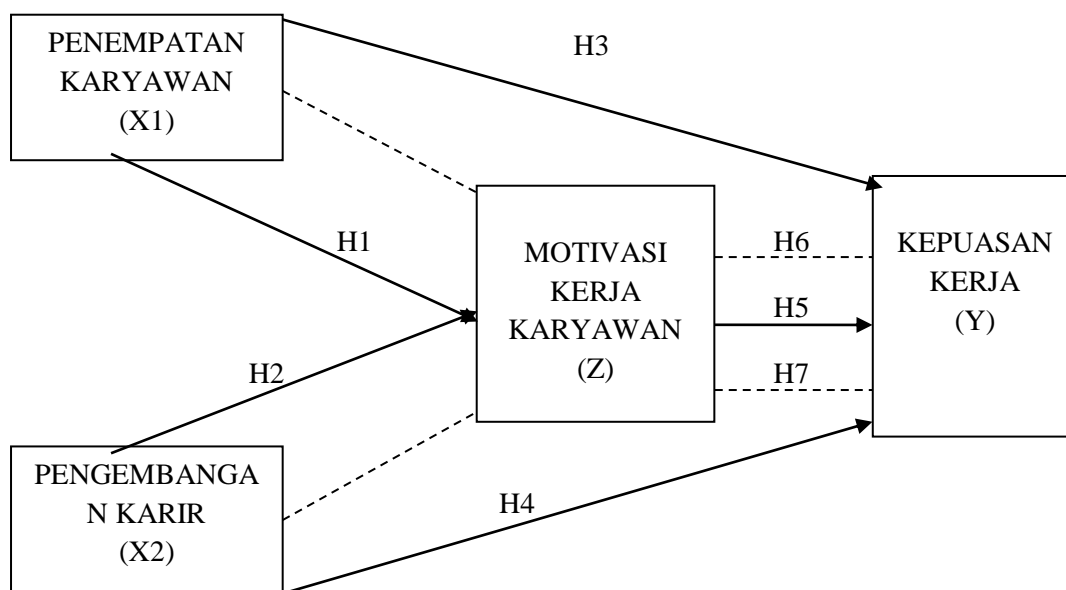 PENEMPATAN
KARYAWAN
(X1)
H3
H1
MOTIVASI
KERJA
KARYAWAN
(Z)
H6
H5
H7
KEPUASAN
KERJA
(Y)
H2
PENGEMBANGA
N KARIR
(X2)
H4